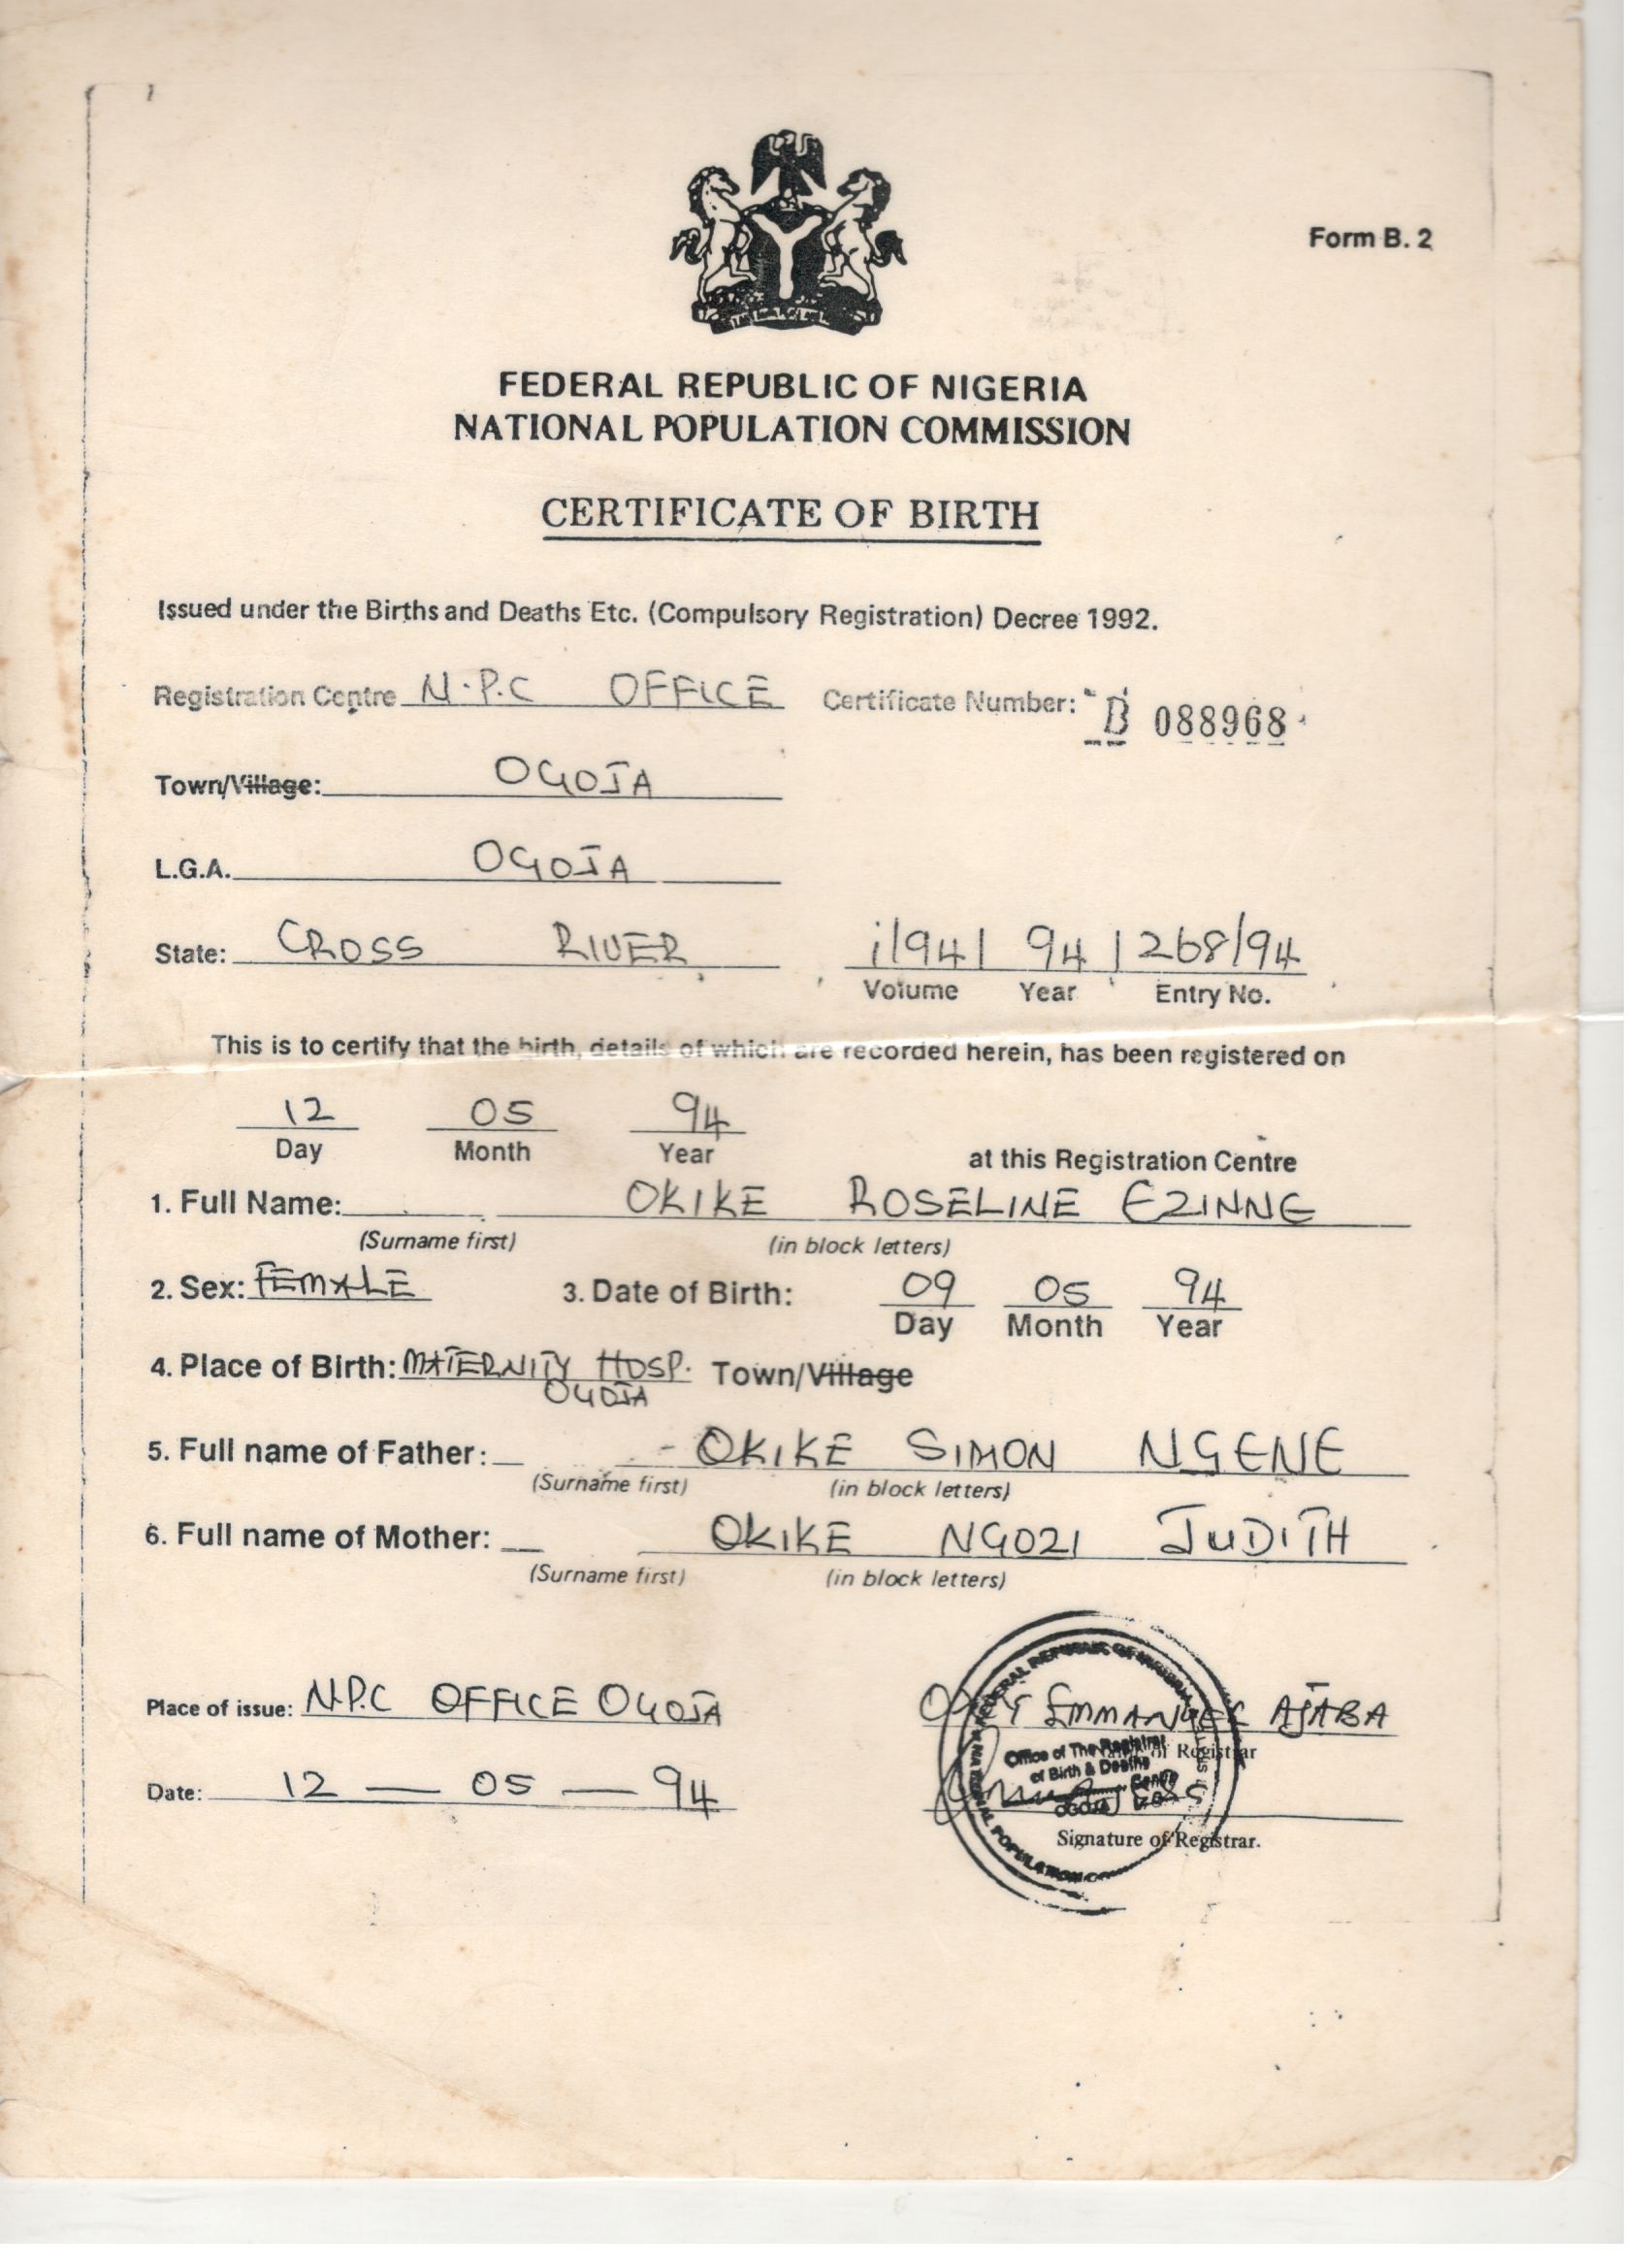 Form B. 2
FEDERAL REPUBLIC OF NIGERIA
NATIONAL POPULATION COMMISSION
CERTIFICATE OF BIRTH
Issued under the Births and Deaths Etc. (Compulsory Registration) Decree 1992.
Registration Centre N.P.C OFFICE Certificate Number: B 088968
Town/Village: OGOJA
L.G.A. OGOJA
State: CROSS RIVER i/94/ 94 / 268/94
Volume Year Entry No.
This is to certify that the birth, details of which are recorded herein, has been registered on
12 05 94
Day Month Year at this Registration Centre
1. Full Name: OKIKE ROSELINE EZINNE
(Surname first) (in block letters)
2. Sex: FEMALE 3. Date of Birth: 09 05 94
Day Month Year
4. Place of Birth: MATERNITY HOSP. Town/Village
OGOJA
5. Full name of Father: OKIKE SIMON NGENE
(Surname first) (in block letters)
6. Full name of Mother: OKIKE NGOZI JUDITH
(Surname first) (in block letters)
Place of issue: N.P.C OFFICE OGOJA EMMANUEL AJABA
of Registrar
Date: 12 — 05 — 94
Signature of Registrar.
FEDERAL REPUBLIC OF NIGERIA
NATIONAL POPULATION
Office of The Registrar
of Birth & Deaths
Centre
OGOJA